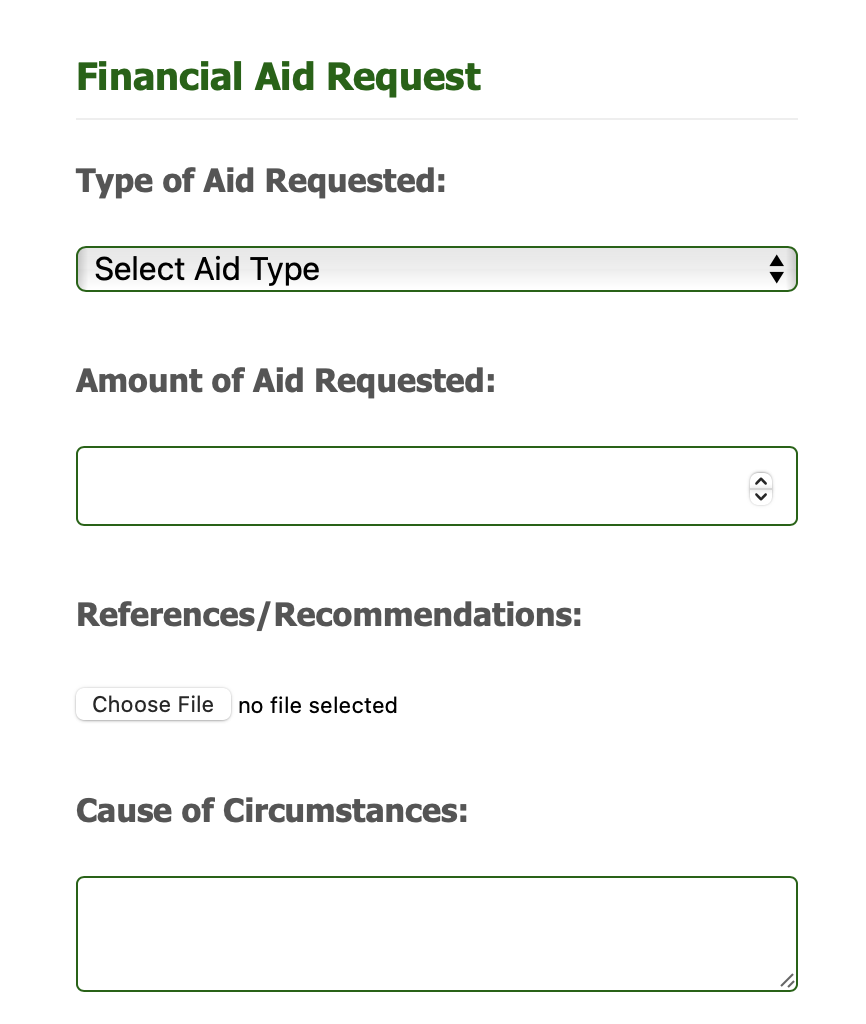 Financial Aid Request
Type of Aid Requested:
Select Aid Type
Amount of Aid Requested:
References/Recommendations:
Choose File no file selected
Cause of Circumstances: